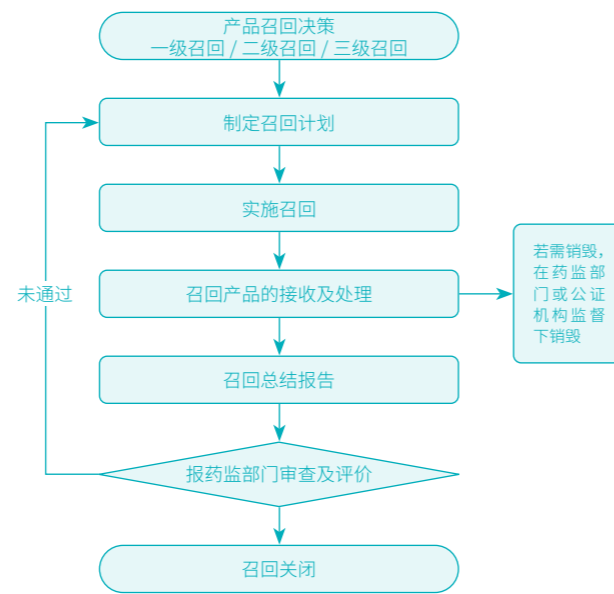 产品召回决策
一级召回 / 二级召回 / 三级召回
制定召回计划
实施召回
召回产品的接收及处理
若需销毁，
在药监部
门或公证
机构监督
下销毁
未通过
召回总结报告
报药监部门审查及评价
召回关闭